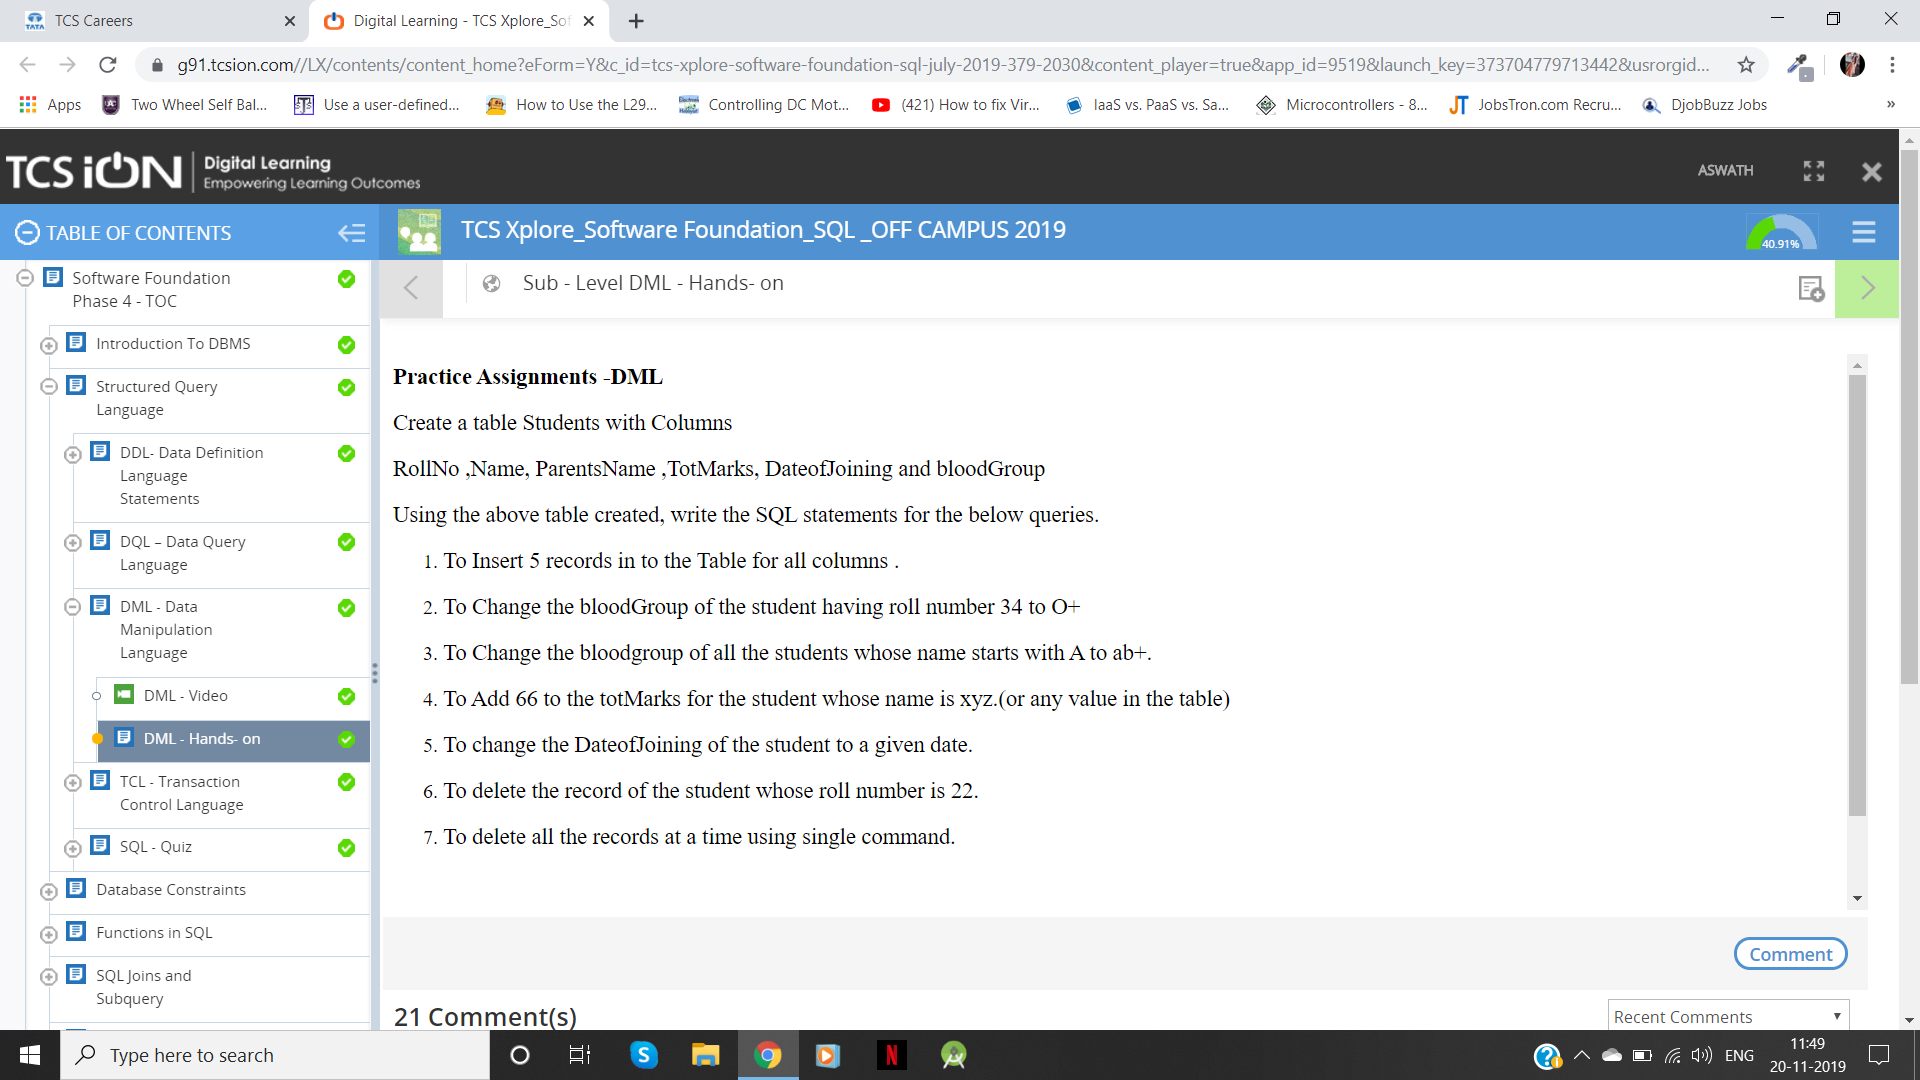 TCS Careers
Digital Learning - TCS Xplore_Sof
g91.tcsion.com//LX/contents/content_home?eForm=Y&c_id=tcs-xplore-software-foundation-sql-july-2019-379-2030&content_player=true&app_id=9519&launch_key=373704779713442&usrorgid...
Apps
Two Wheel Self Bal...
Use a user-defined...
How to Use the L29...
Controlling DC Mot...
(421) How to fix Vir...
IaaS vs. PaaS vs. Sa...
Microcontrollers - 8...
JobsTron.com Recru...
DjobBuzz Jobs
»
TCS iON
Digital Learning
Empowering Learning Outcomes
ASWATH
TABLE OF CONTENTS
TCS Xplore_Software Foundation_SQL _OFF CAMPUS 2019
40.91%
Software Foundation
Phase 4 - TOC
Introduction To DBMS
Structured Query
Language
DDL- Data Definition
Language
Statements
DQL – Data Query
Language
DML - Data
Manipulation
Language
DML - Video
DML - Hands- on
TCL - Transaction
Control Language
SQL - Quiz
Database Constraints
Functions in SQL
SQL Joins and
Subquery
Sub - Level DML - Hands- on
Practice Assignments -DML
Create a table Students with Columns
RollNo ,Name, ParentsName ,TotMarks, DateofJoining and bloodGroup
Using the above table created, write the SQL statements for the below queries.
1. To Insert 5 records in to the Table for all columns .
2. To Change the bloodGroup of the student having roll number 34 to O+
3. To Change the bloodgroup of all the students whose name starts with A to ab+.
4. To Add 66 to the totMarks for the student whose name is xyz.(or any value in the table)
5. To change the DateofJoining of the student to a given date.
6. To delete the record of the student whose roll number is 22.
7. To delete all the records at a time using single command.
Comment
21 Comment(s)
Recent Comments
Type here to search
ENG
11:49
20-11-2019